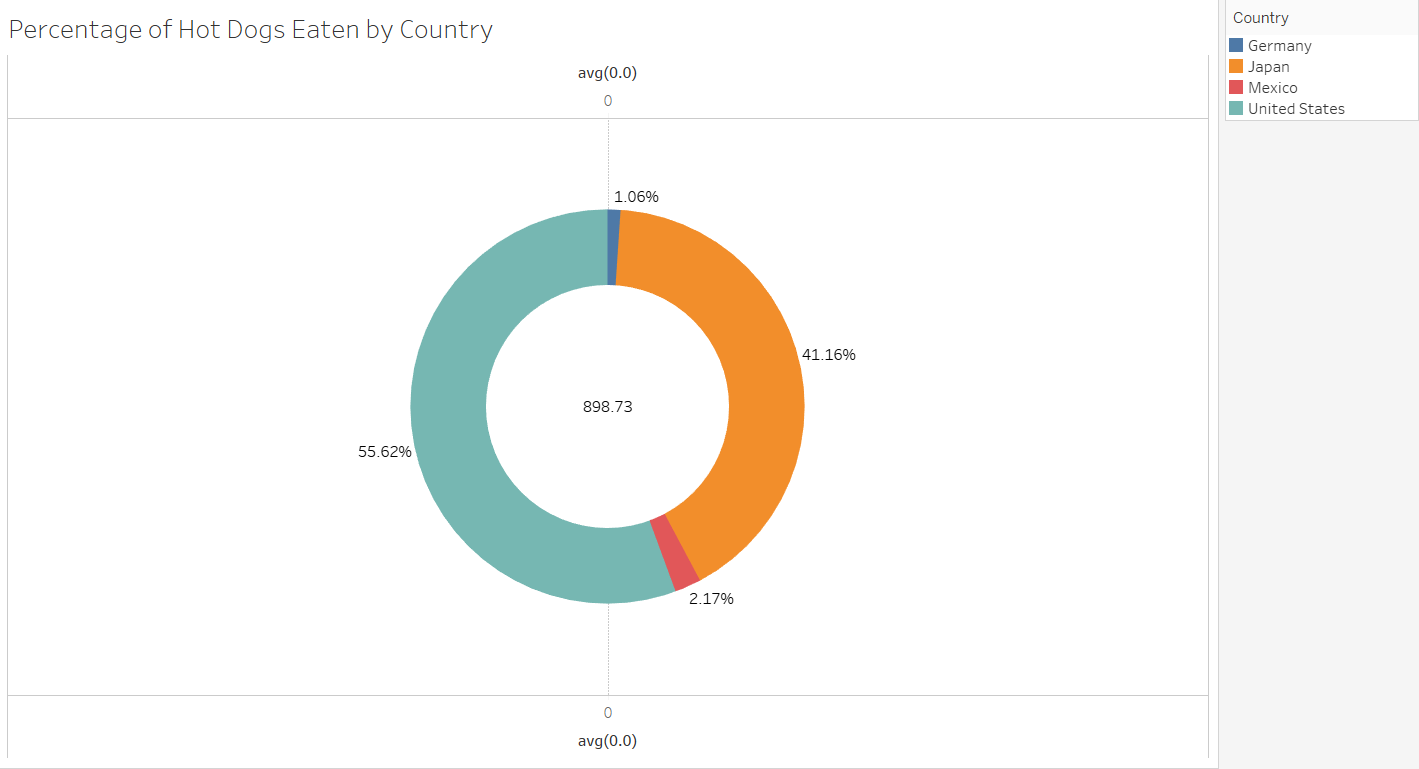 Percentage of Hot Dogs Eaten by Country
avg(0.0)
0
1.06%
41.16%
898.73
55.62%
2.17%
0
avg(0.0)
Country
Germany
Japan
Mexico
United States